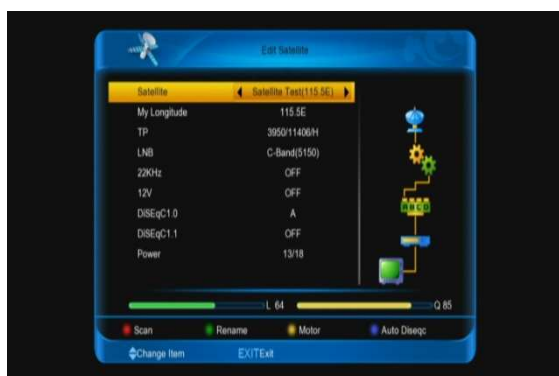 Edit Satellite
Satellite Satellite Test(115.5E)
My Longitude 115.5E
TP 3950/11406/H
LNB C-Band(5150)
22KHz OFF
12V OFF
DiSEqC1.0 A
DiSEqC1.1 OFF
Power 13/18
ABCD
L 64 Q 85
Scan Rename Motor Auto Diseqc
Change Item EXITExit